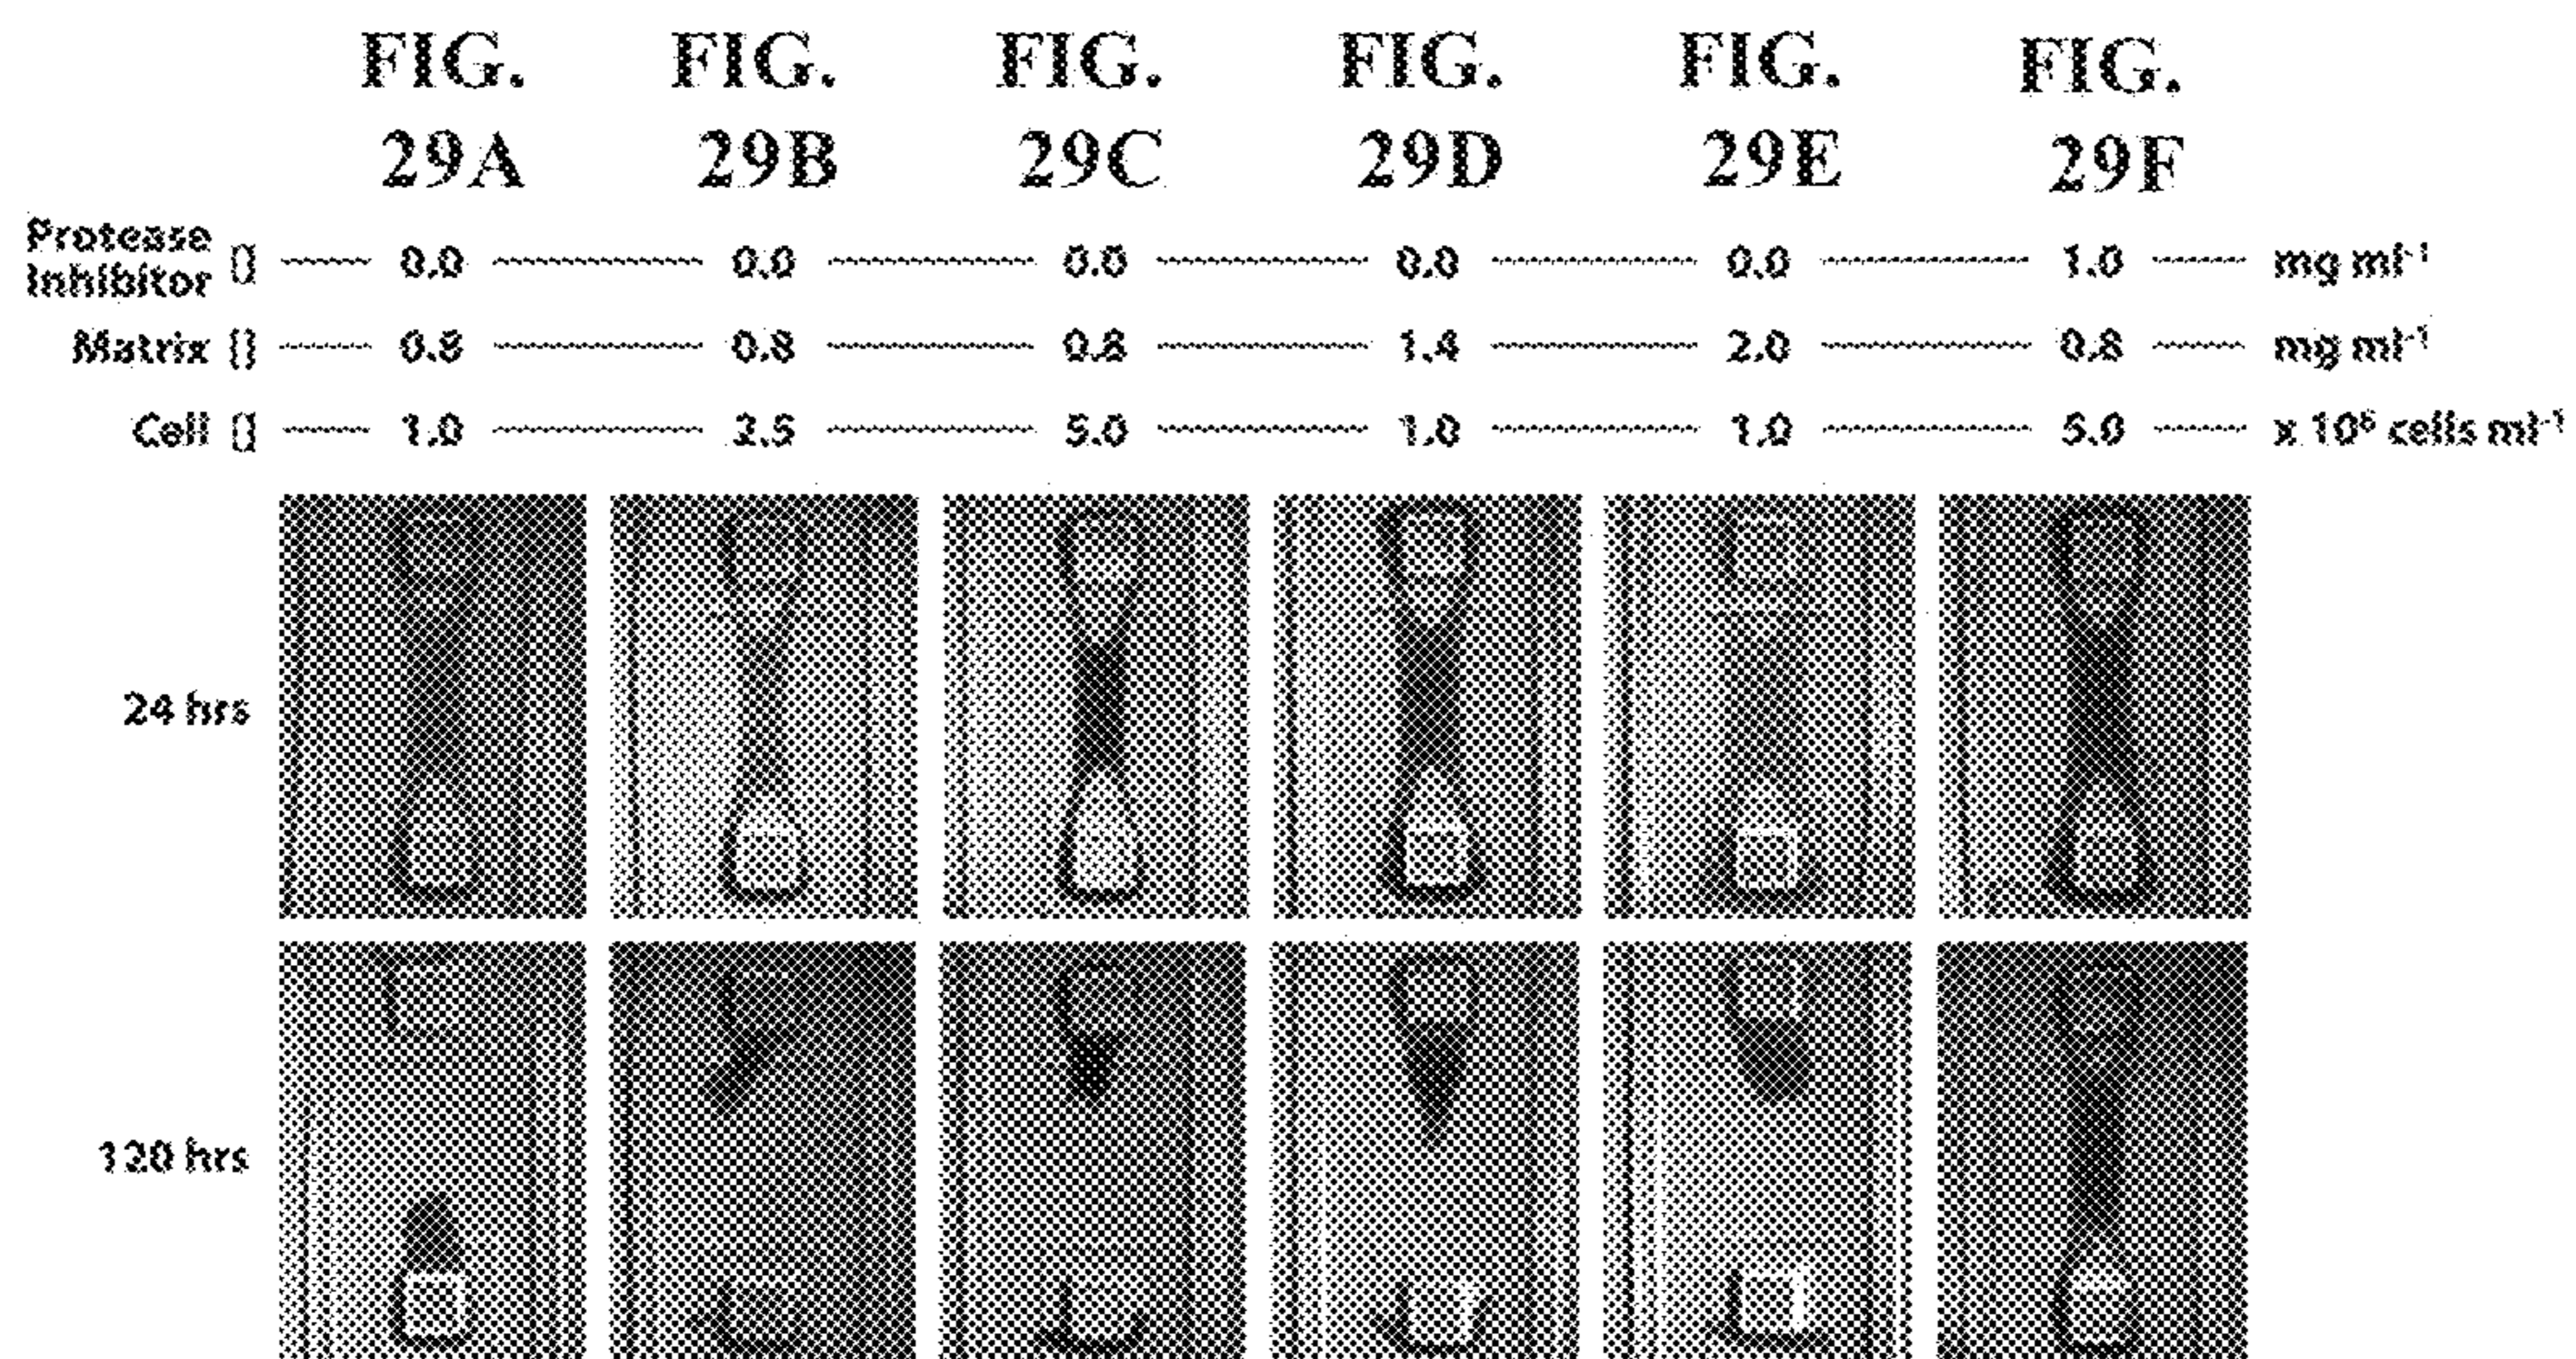 FIG. FIG. FIG. FIG. FIG. FIG.
29A 29B 29C 29D 29E 29F
Protease
Inhibitor [] 0.0 0.0 0.0 0.0 0.0 1.0 mg ml⁻¹
Matrix [] 0.8 0.8 0.8 1.4 2.0 0.8 mg ml⁻¹
Cell [] 1.0 2.5 5.0 1.0 1.0 5.0 x 10⁶ cells ml⁻¹
24 hrs
120 hrs